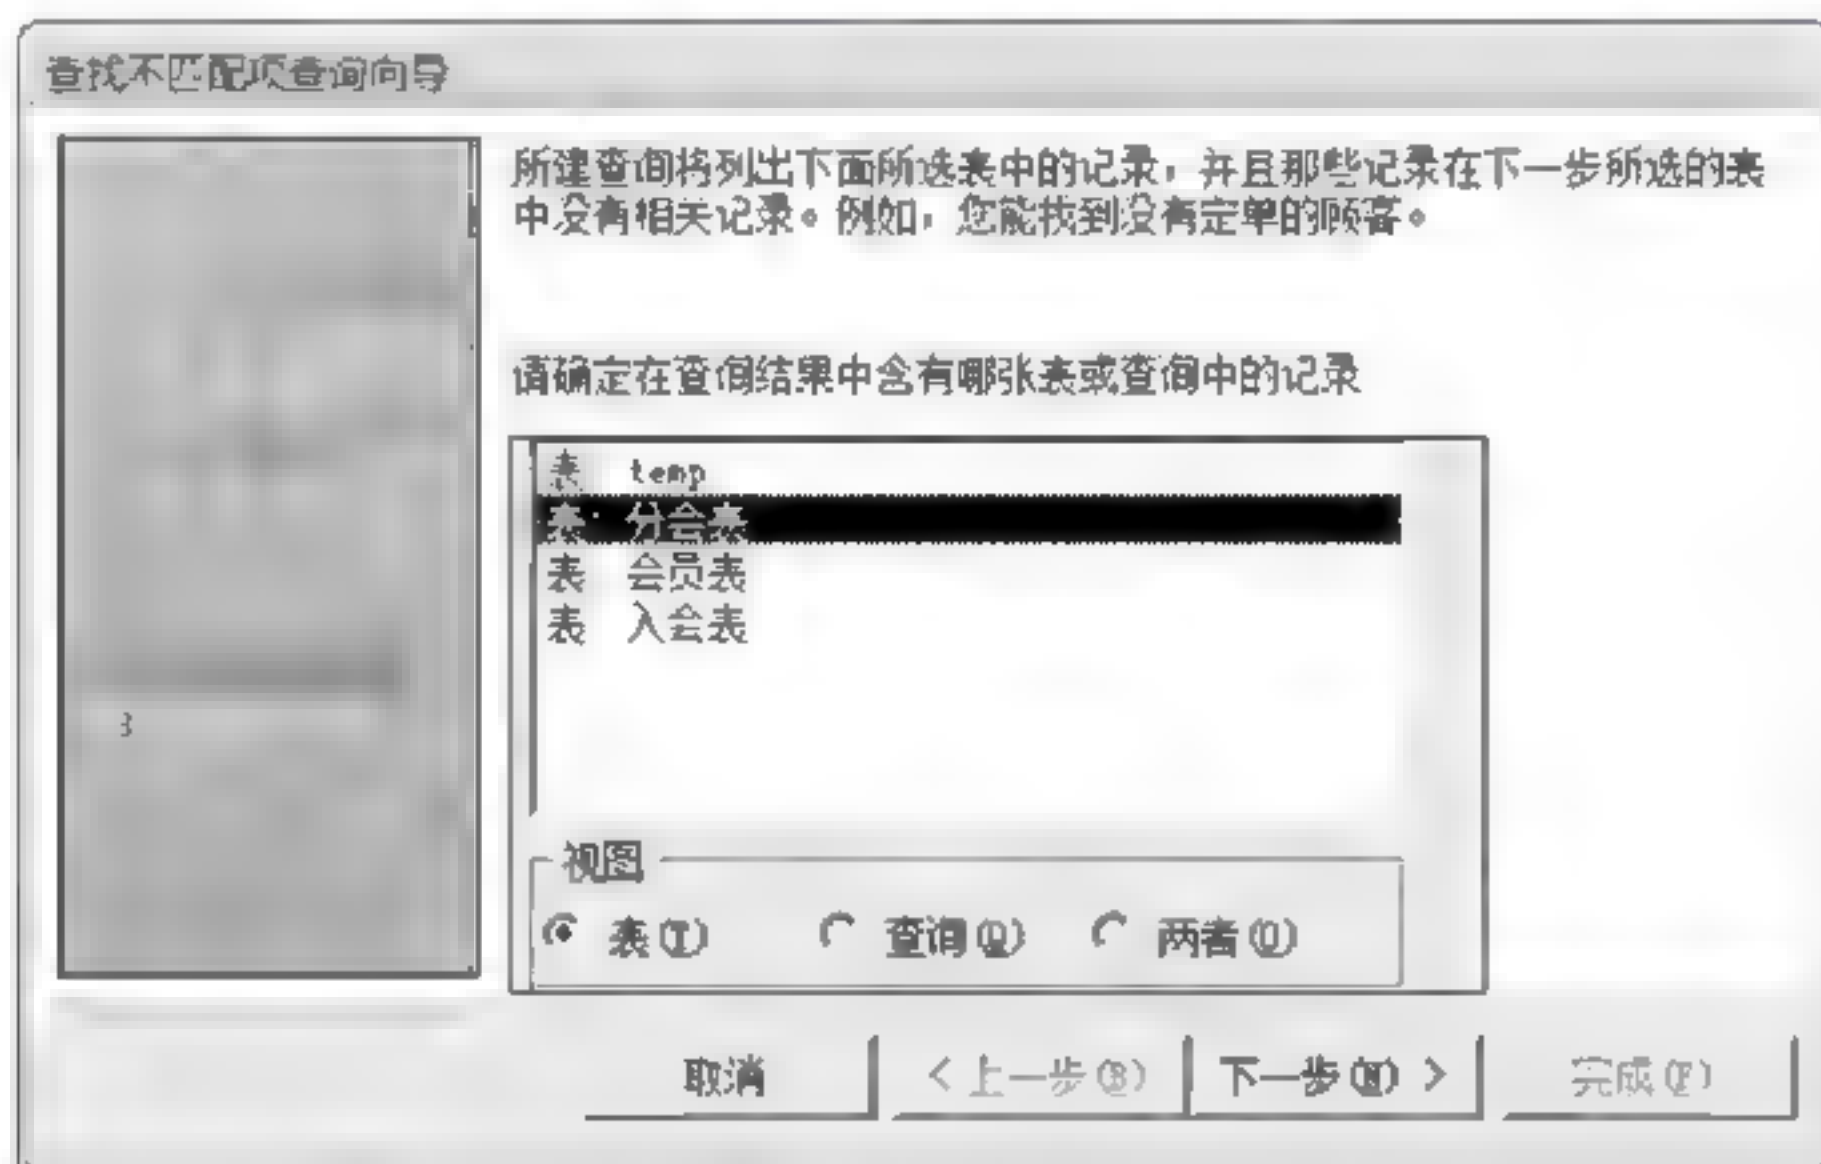 查找不匹配项查询向导
所建查询将列出下面所选表中的记录，并且那些记录在下一步所选的表
中没有相关记录。例如，您能找到没有定单的顾客。
请确定在查询结果中含有哪张表或查询中的记录
表 temp
表 分会表
表 会员表
表 入会表
3
视图
表(T) 查询(Q) 两者(O)
取消 <上一步(B) 下一步(N)> 完成(F)